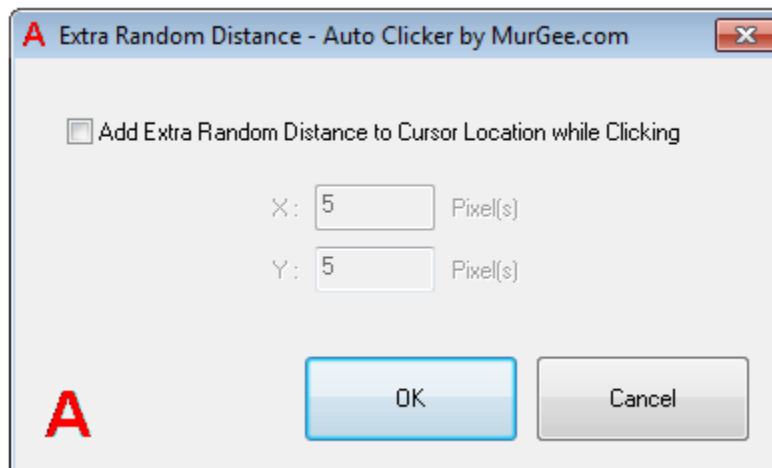 A Extra Random Distance - Auto Clicker by MurGee.com
Add Extra Random Distance to Cursor Location while Clicking
X: 5 Pixel(s)
Y: 5 Pixel(s)
A OK Cancel